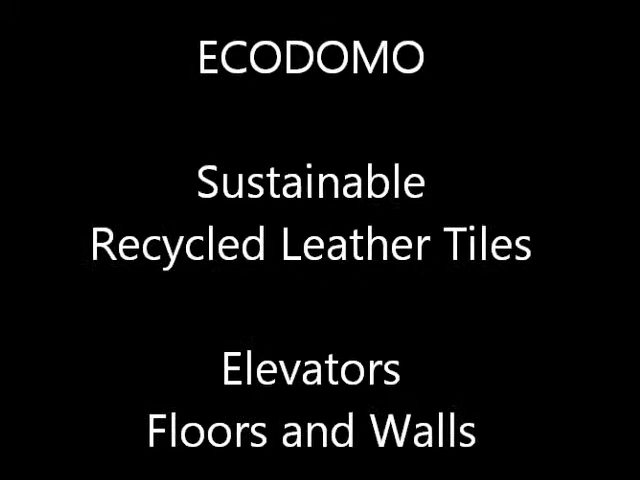 ECODOMO
Sustainable
Recycled Leather Tiles
Elevators
Floors and Walls